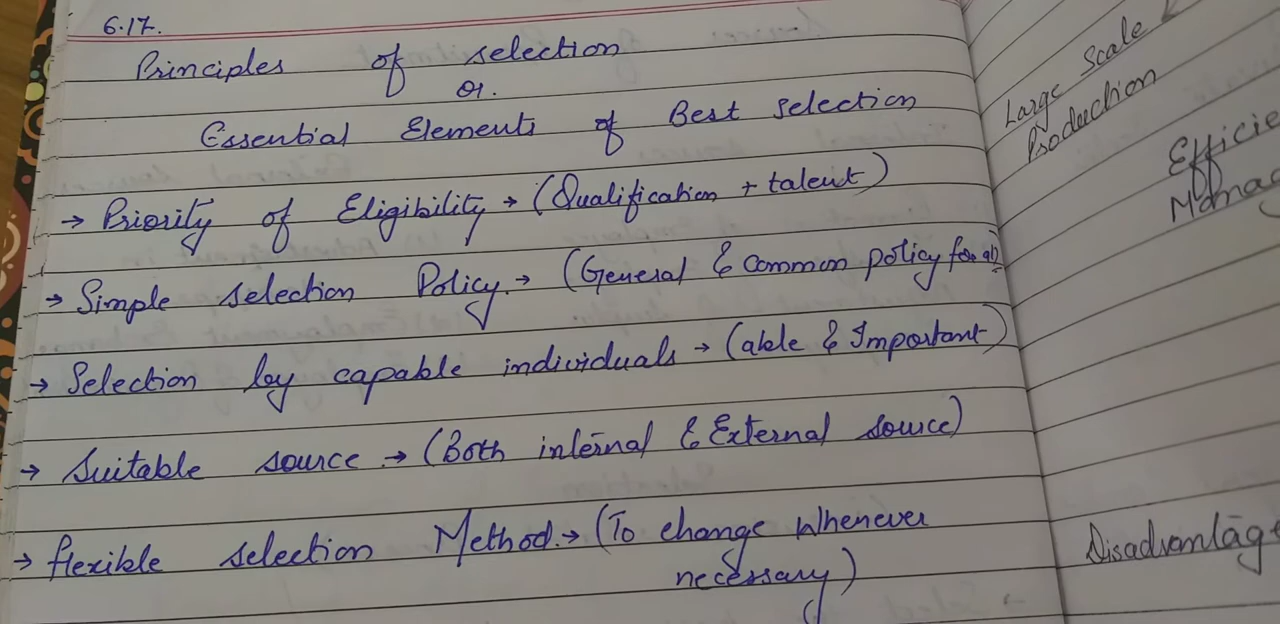 6.17.
Principles of selection
or.
Essential Elements of Best selection
→ Priority of Eligibility → (Qualification + talent)
→ Simple selection Policy. → (General & common policy for all)
→ Selection by capable individuals → (able & Important)
→ Suitable source. → (Both internal & External source)
→ flexible selection Method. → (To change Whenever
necessary)
Large Scale
Production
Efficie
Manag
Disadvantag